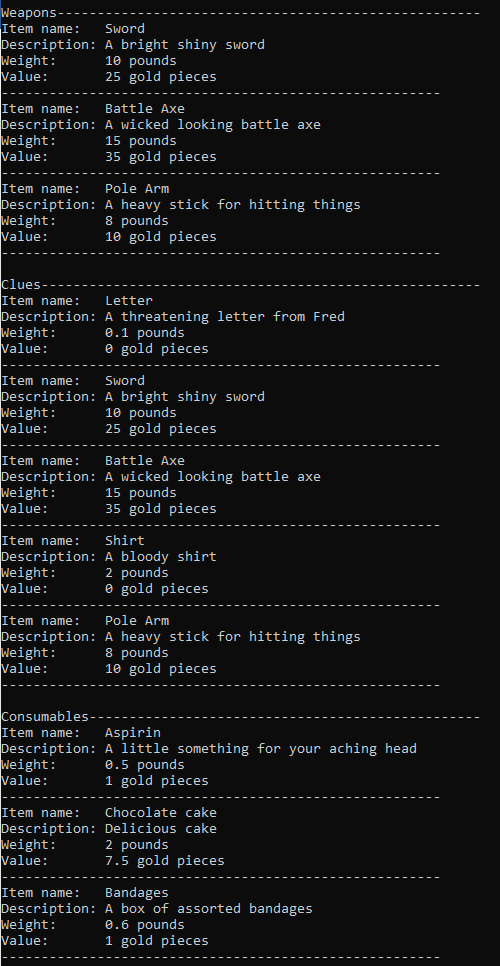 Weapons-----------------------------------------------------
Item name:   Sword
Description: A bright shiny sword
Weight:      10 pounds
Value:       25 gold pieces
-------------------------------------------------------
Item name:   Battle Axe
Description: A wicked looking battle axe
Weight:      15 pounds
Value:       35 gold pieces
-------------------------------------------------------
Item name:   Pole Arm
Description: A heavy stick for hitting things
Weight:      8 pounds
Value:       10 gold pieces
-------------------------------------------------------

Clues-------------------------------------------------------
Item name:   Letter
Description: A threatening letter from Fred
Weight:      0.1 pounds
Value:       0 gold pieces
-------------------------------------------------------
Item name:   Sword
Description: A bright shiny sword
Weight:      10 pounds
Value:       25 gold pieces
-------------------------------------------------------
Item name:   Battle Axe
Description: A wicked looking battle axe
Weight:      15 pounds
Value:       35 gold pieces
-------------------------------------------------------
Item name:   Shirt
Description: A bloody shirt
Weight:      2 pounds
Value:       0 gold pieces
-------------------------------------------------------
Item name:   Pole Arm
Description: A heavy stick for hitting things
Weight:      8 pounds
Value:       10 gold pieces
-------------------------------------------------------

Consumables-------------------------------------------------
Item name:   Aspirin
Description: A little something for your aching head
Weight:      0.5 pounds
Value:       1 gold pieces
-------------------------------------------------------
Item name:   Chocolate cake
Description: Delicious cake
Weight:      2 pounds
Value:       7.5 gold pieces
-------------------------------------------------------
Item name:   Bandages
Description: A box of assorted bandages
Weight:      0.6 pounds
Value:       1 gold pieces
-------------------------------------------------------